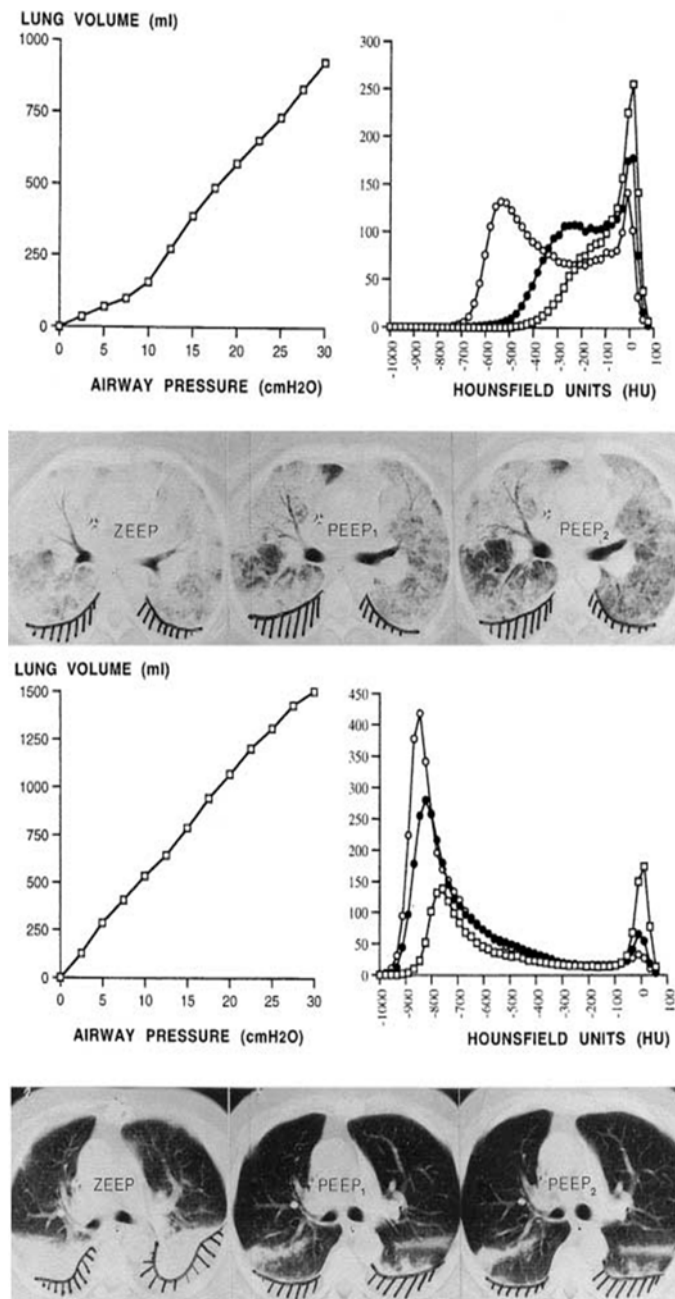 LUNG VOLUME (ml)
1000
750
500
250
0
0 5 10 15 20 25 30
AIRWAY PRESSURE (cmH2O)
300
250
200
150
100
50
0
-1000 -900 -800 -700 -600 -500 -400 -300 -200 -100 0 100
HOUNSFIELD UNITS (HU)
ZEEP
PEEP1
PEEP2
LUNG VOLUME (ml)
1500
1250
1000
750
500
250
0
0 5 10 15 20 25 30
AIRWAY PRESSURE (cmH2O)
450
400
350
300
250
200
150
100
50
0
-1000 -900 -800 -700 -600 -500 -400 -300 -200 -100 0 100
HOUNSFIELD UNITS (HU)
ZEEP
PEEP1
PEEP2